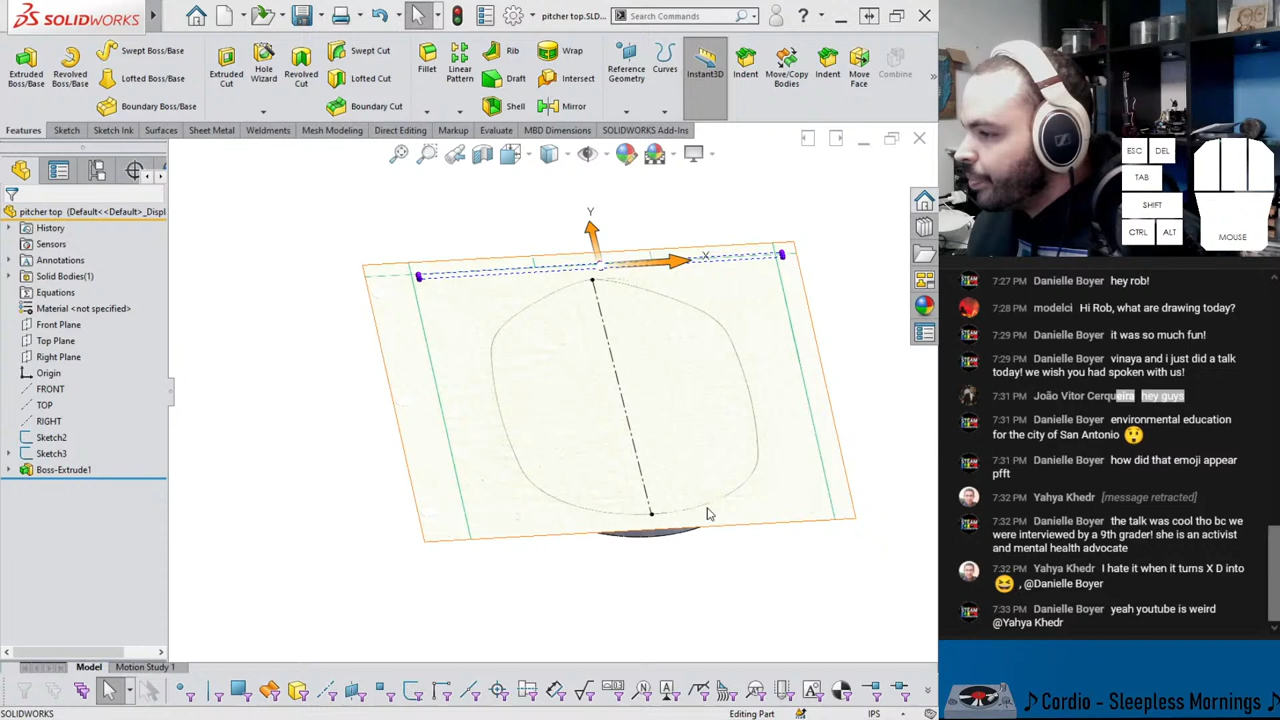 SOLIDWORKS
pitcher top.SLD...
Search Commands
Extruded Boss/Base
Revolved Boss/Base
Swept Boss/Base
Lofted Boss/Base
Boundary Boss/Base
Extruded Cut
Hole Wizard
Revolved Cut
Swept Cut
Lofted Cut
Boundary Cut
Fillet
Linear Pattern
Rib
Draft
Shell
Wrap
Intersect
Mirror
Reference Geometry
Curves
Instant3D
Indent
Move/Copy Bodies
Indent
Move Face
Combine
Features
Sketch
Sketch Ink
Surfaces
Sheet Metal
Weldments
Mesh Modeling
Direct Editing
Markup
Evaluate
MBD Dimensions
SOLIDWORKS Add-Ins
pitcher top (Default<<Default>_Displ
History
Sensors
Annotations
Solid Bodies(1)
Equations
Material <not specified>
Front Plane
Top Plane
Right Plane
Origin
FRONT
TOP
RIGHT
Sketch2
Sketch3
Boss-Extrude1
Y
X
Model
Motion Study 1
SOLIDWORKS
Editing Part
IPS
ESC
DEL
TAB
SHIFT
CTRL
ALT
MOUSE
7:27 PM Danielle Boyer hey rob!
7:28 PM modelci Hi Rob, what are drawing today?
7:29 PM Danielle Boyer it was so much fun!
7:29 PM Danielle Boyer vinaya and i just did a talk
today! we wish you had spoken with us!
7:31 PM João Vitor Cerqueira hey guys
7:31 PM Danielle Boyer environmental education
for the city of San Antonio
7:31 PM Danielle Boyer how did that emoji appear
pfft
7:32 PM Yahya Khedr [message retracted]
7:32 PM Danielle Boyer the talk was cool tho bc we
were interviewed by a 9th grader! she is an activist
and mental health advocate
7:32 PM Yahya Khedr I hate it when it turns X D into
, @Danielle Boyer
7:33 PM Danielle Boyer yeah youtube is weird
@Yahya Khedr
♪ Cordio - Sleepless Mornings ♪